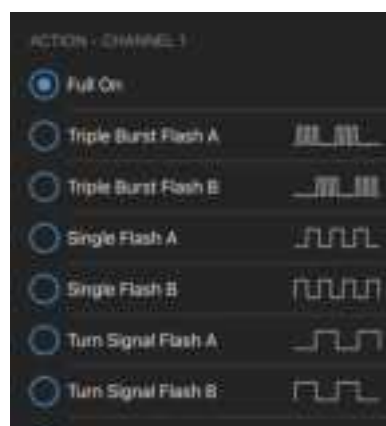 ACTION - CHANNEL 1
Full On
Triple Burst Flash A
Triple Burst Flash B
Single Flash A
Single Flash B
Turn Signal Flash A
Turn Signal Flash B